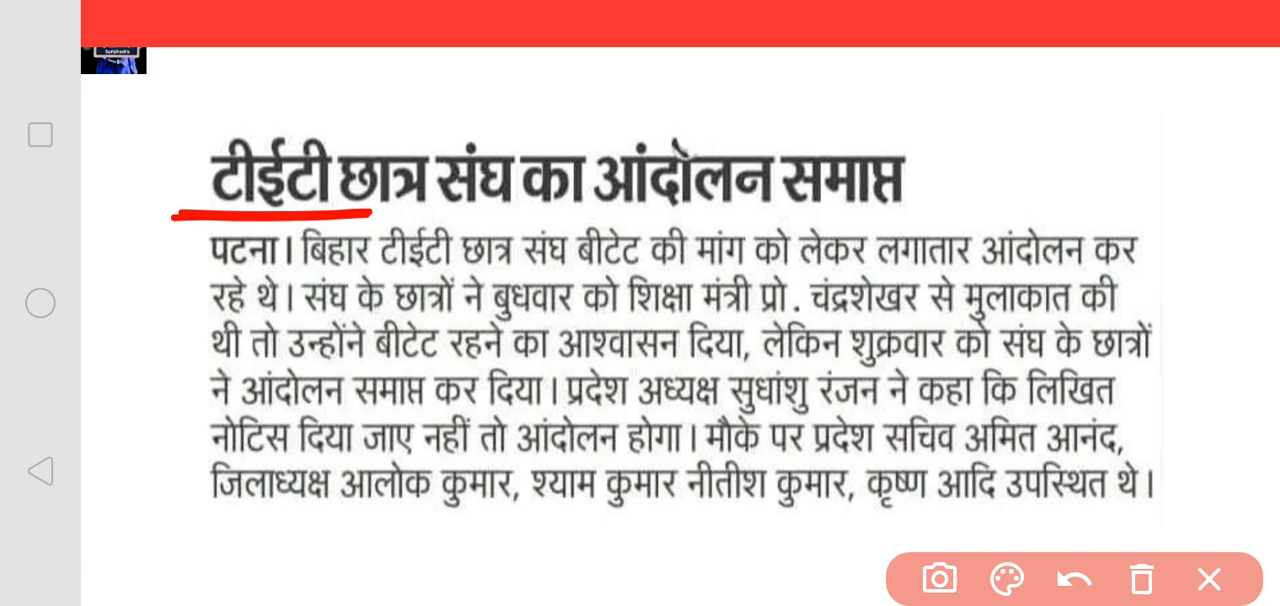 टीईटी छात्र संघ का आंदोलन समाप्त
पटना। बिहार टीईटी छात्र संघ बीटेट की मांग को लेकर लगातार आंदोलन कर
रहे थे। संघ के छात्रों ने बुधवार को शिक्षा मंत्री प्रो. चंद्रशेखर से मुलाकात की
थी तो उन्होंने बीटेट रहने का आश्वासन दिया, लेकिन शुक्रवार को संघ के छात्रों
ने आंदोलन समाप्त कर दिया। प्रदेश अध्यक्ष सुधांशु रंजन ने कहा कि लिखित
नोटिस दिया जाए नहीं तो आंदोलन होगा। मौके पर प्रदेश सचिव अमित आनंद,
जिलाध्यक्ष आलोक कुमार, श्याम कुमार नीतीश कुमार, कृष्ण आदि उपस्थित थे।